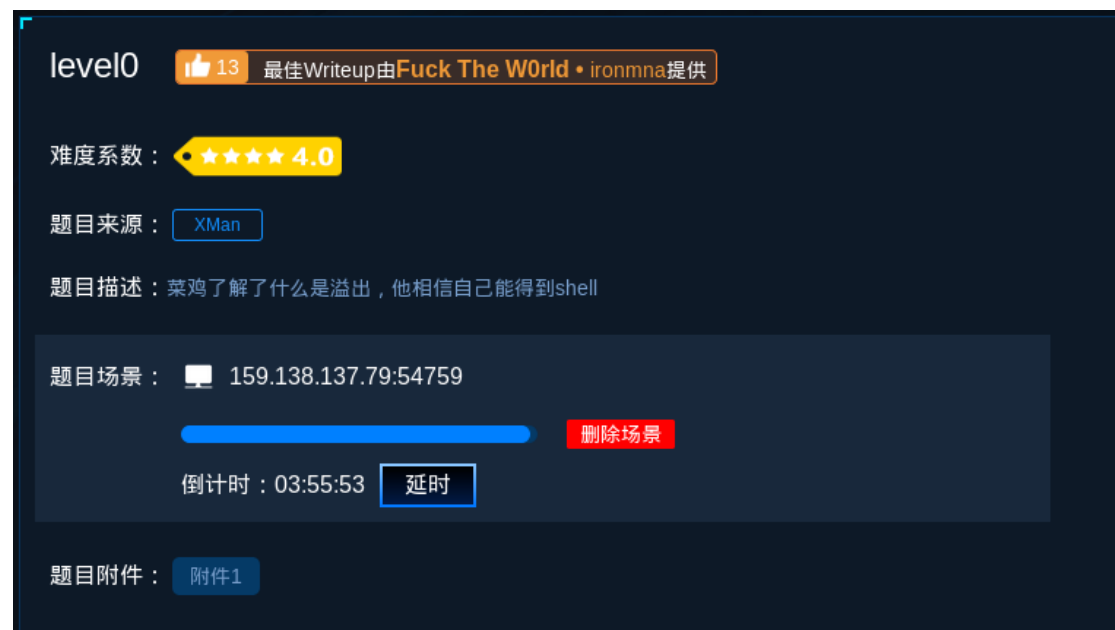 level0 13 最佳Writeup由Fuck The W0rld • ironmna提供
难度系数： 4.0
题目来源： XMan
题目描述：菜鸡了解了什么是溢出，他相信自己能得到shell
题目场景： 159.138.137.79:54759
删除场景
倒计时：03:55:53 延时
题目附件： 附件1